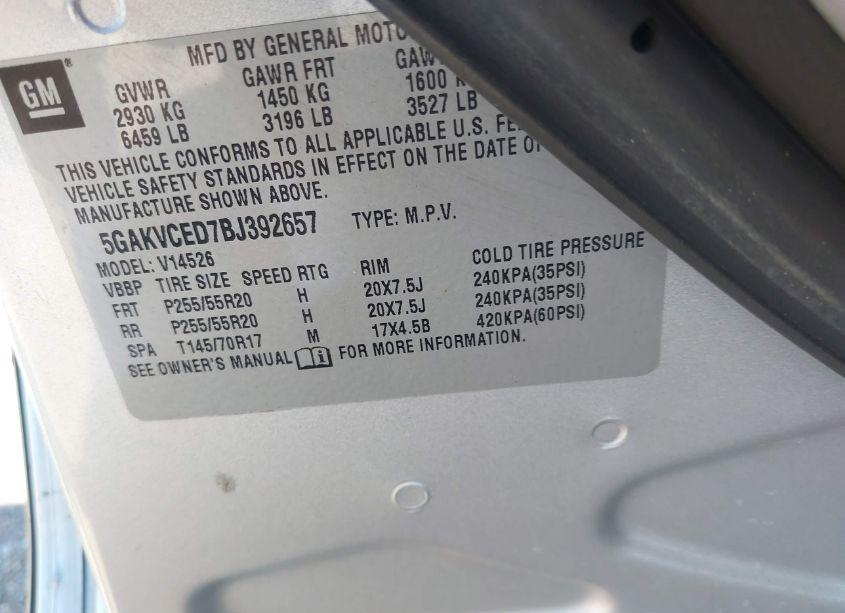 MFD BY GENERAL MOTO
GM
GVWR GAWR FRT GAW
2930 KG 1450 KG 1600 K
6459 LB 3196 LB 3527 LB
THIS VEHICLE CONFORMS TO ALL APPLICABLE U.S. FE
VEHICLE SAFETY STANDARDS IN EFFECT ON THE DATE OF
MANUFACTURE SHOWN ABOVE.
5GAKVCED7BJ392657 TYPE: M.P.V.
MODEL: V14526
VBBP TIRE SIZE SPEED RTG RIM COLD TIRE PRESSURE
FRT P255/55R20 H 20X7.5J 240KPA(35PSI)
RR P255/55R20 H 20X7.5J 240KPA(35PSI)
SPA T145/70R17 M 17X4.5B 420KPA(60PSI)
SEE OWNER'S MANUAL i FOR MORE INFORMATION.